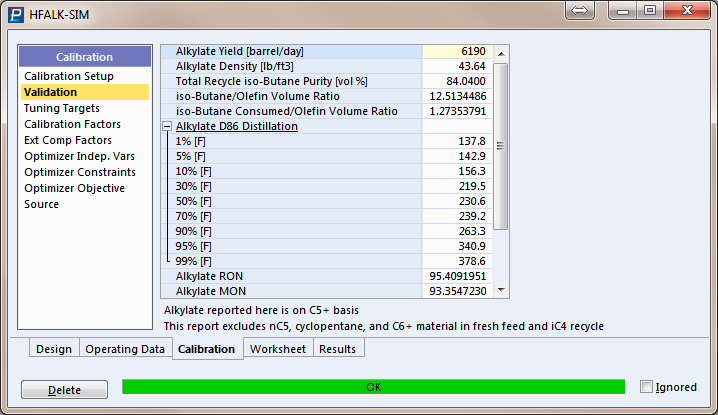 HFALK-SIM
Calibration
Calibration Setup
Validation
Tuning Targets
Calibration Factors
Ext Comp Factors
Optimizer Indep. Vars
Optimizer Constraints
Optimizer Objective
Source
Alkylate Yield [barrel/day] 6190
Alkylate Density [lb/ft3] 43.64
Total Recycle iso-Butane Purity [vol %] 84.0400
iso-Butane/Olefin Volume Ratio 12.5134486
iso-Butane Consumed/Olefin Volume Ratio 1.27353791
Alkylate D86 Distillation
1% [F] 137.8
5% [F] 142.9
10% [F] 156.3
30% [F] 219.5
50% [F] 230.6
70% [F] 239.2
90% [F] 263.3
95% [F] 340.9
99% [F] 378.6
Alkylate RON 95.4091951
Alkylate MON 93.3547230
Alkylate reported here is on C5+ basis
This report excludes nC5, cyclopentane, and C6+ material in fresh feed and iC4 recycle
Design Operating Data Calibration Worksheet Results
Delete OK Ignored